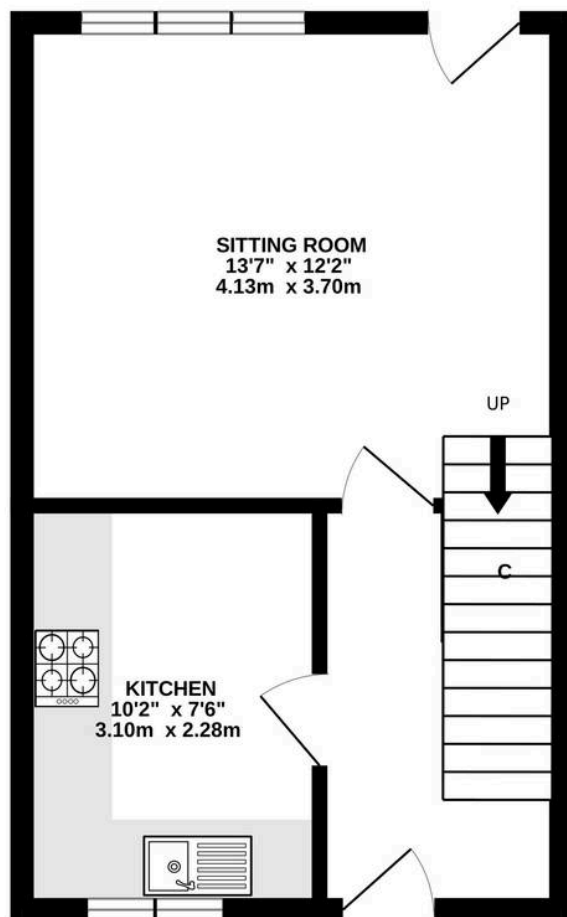 SITTING ROOM
13'7" x 12'2"
4.13m x 3.70m
UP
C
KITCHEN
10'2" x 7'6"
3.10m x 2.28m